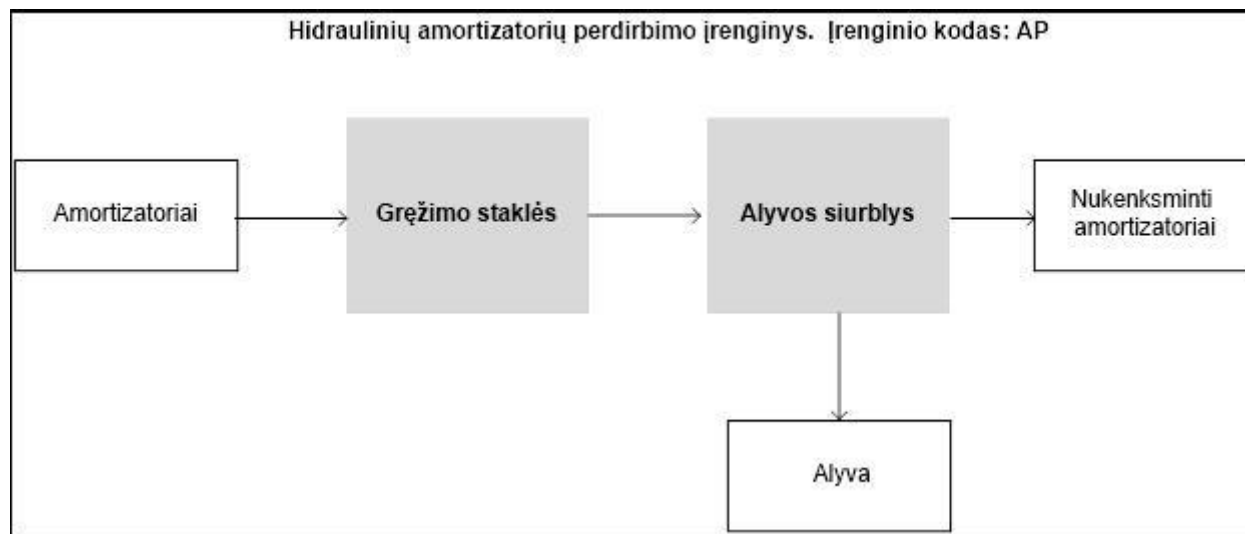 Hidraulinių amortizatorių perdirbimo įrenginys. Įrenginio kodas: AP
Amortizatoriai
Gręžimo staklės
Alyvos siurblys
Nukenksminti
amortizatoriai
Alyva